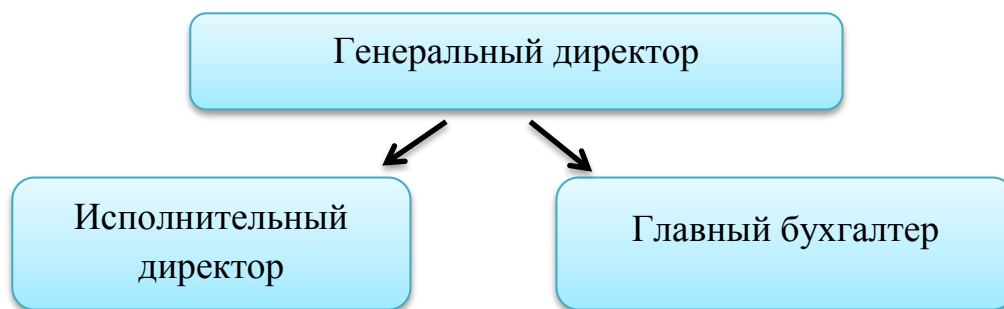 Генеральный директор
Исполнительный
директор
Главный бухгалтер